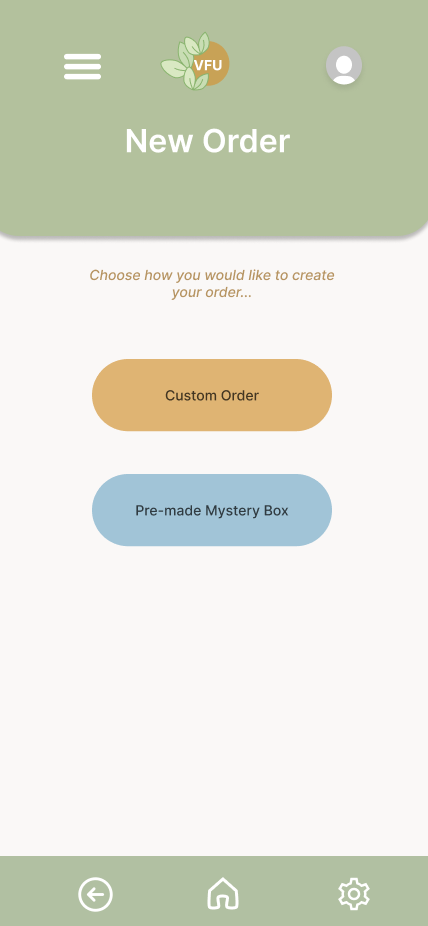 VFU
New Order
Choose how you would like to create
your order...
Custom Order
Pre-made Mystery Box